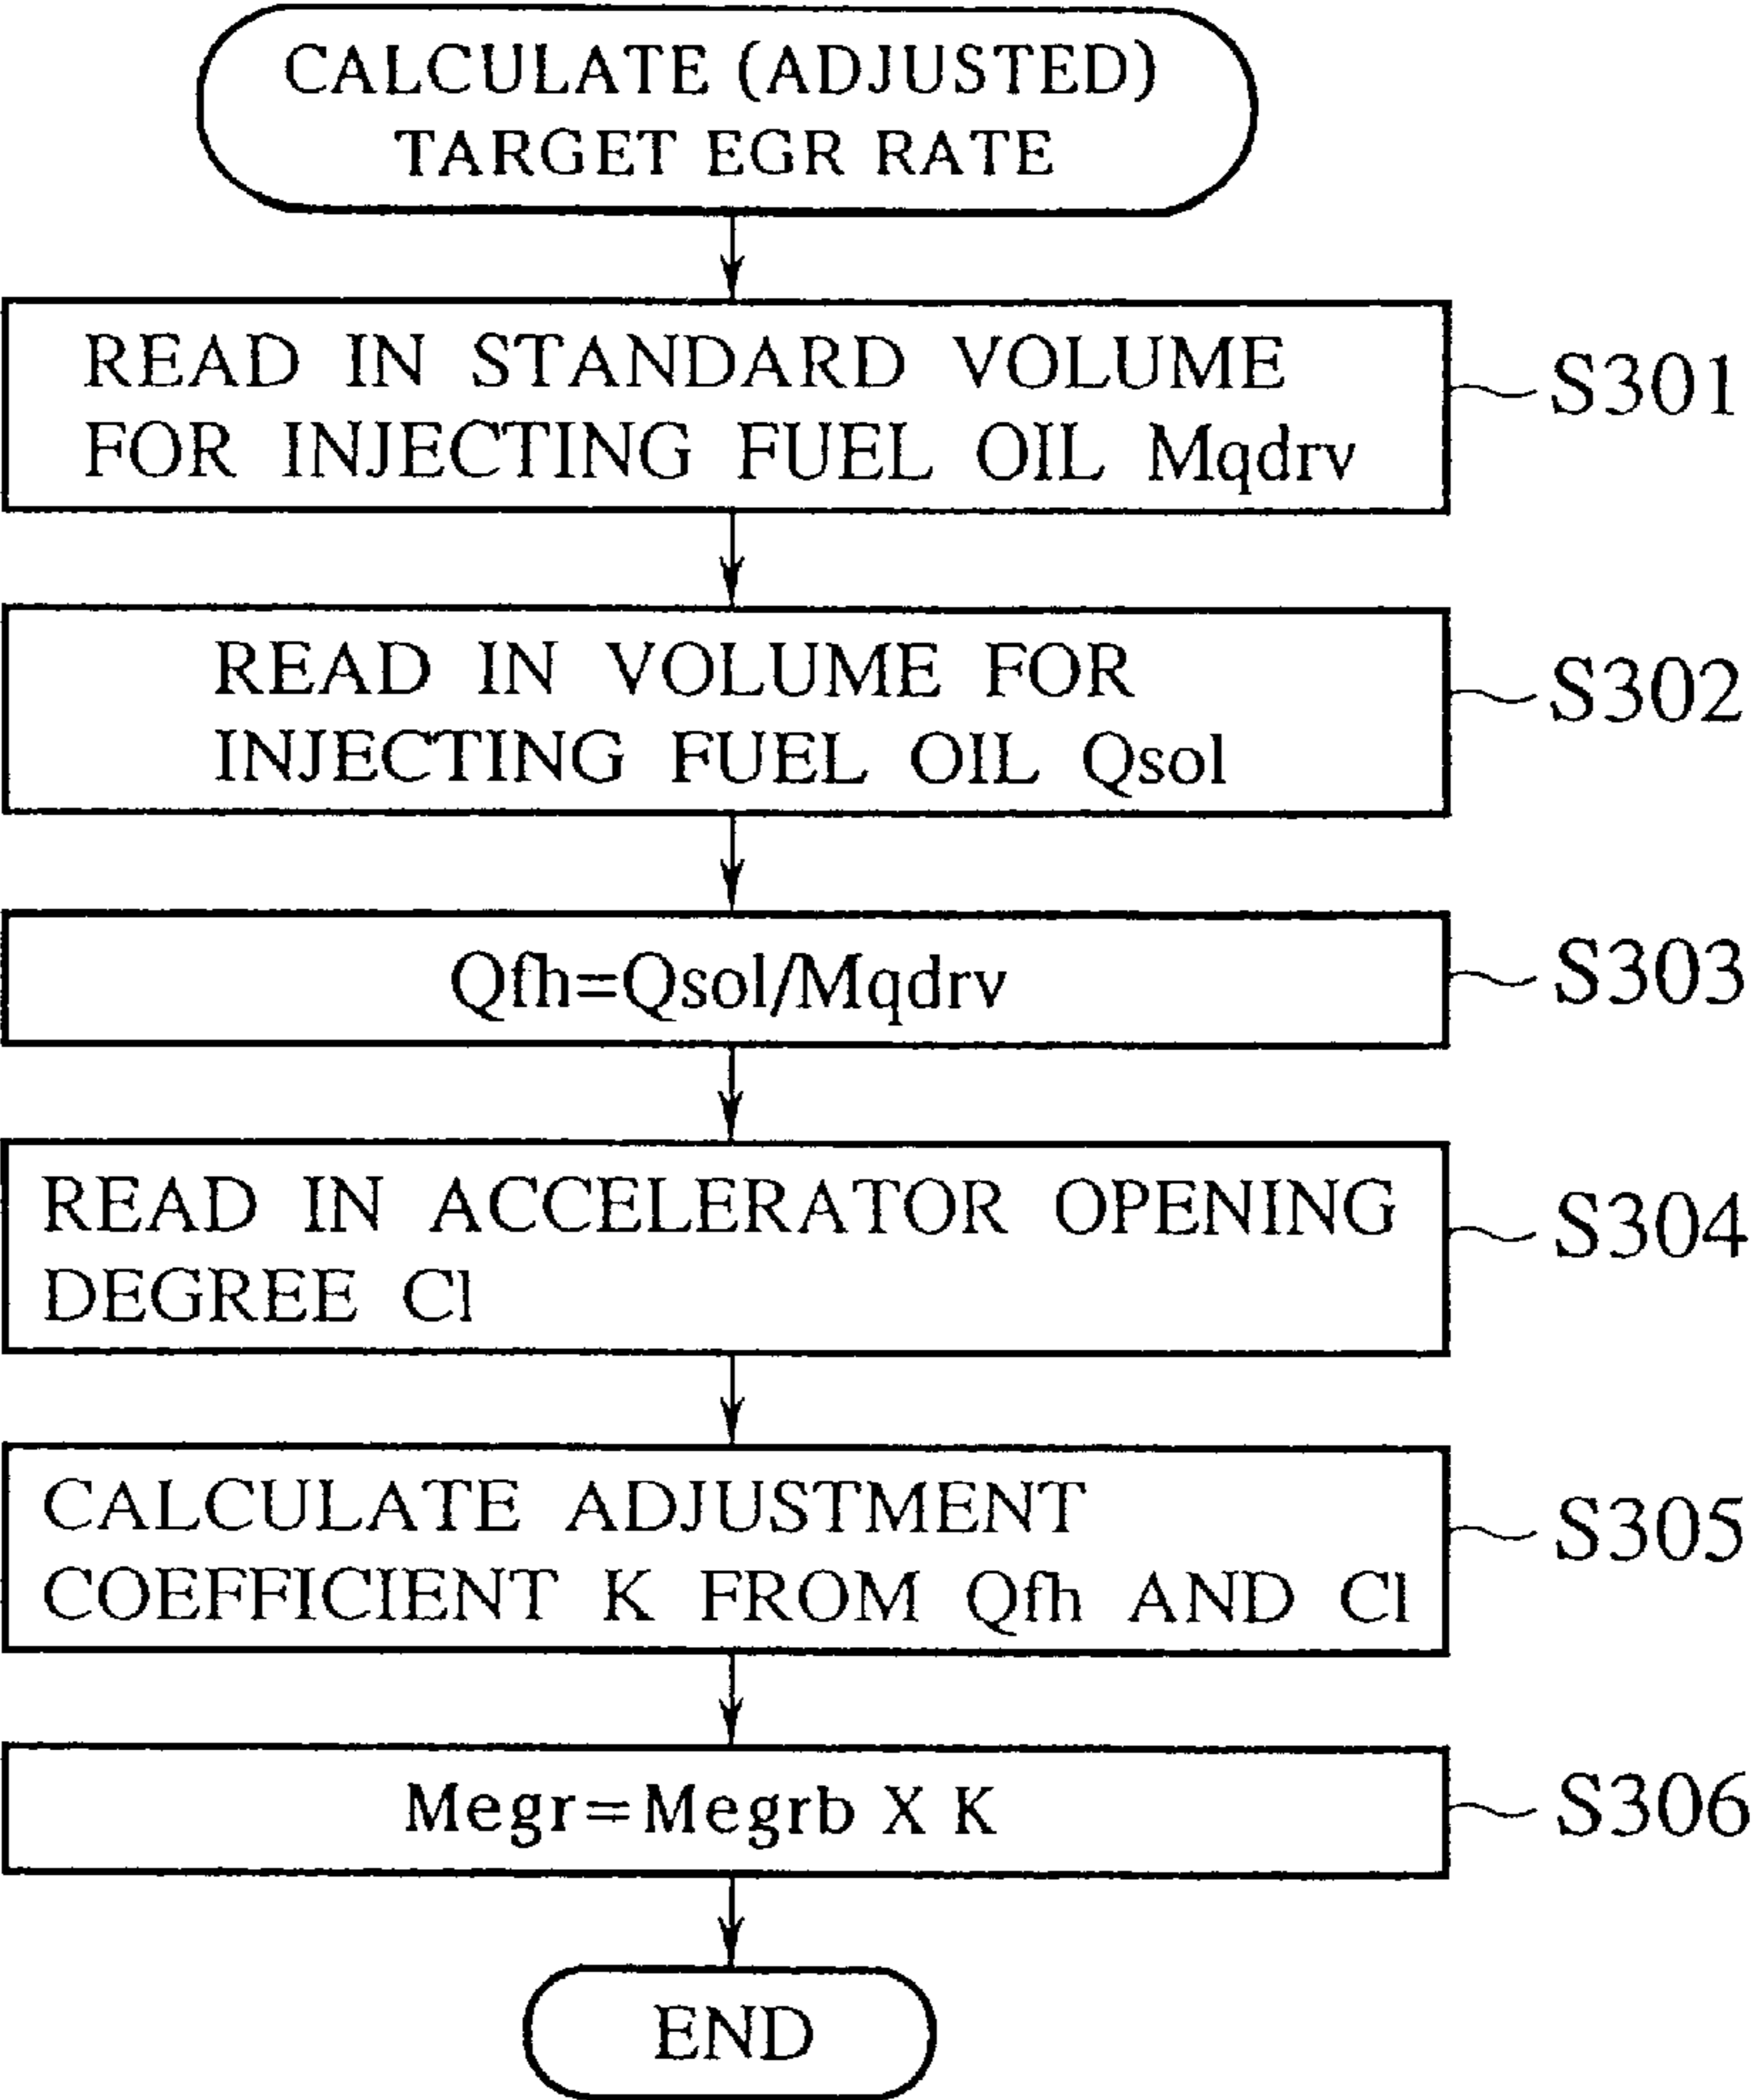 CALCULATE (ADJUSTED)
TARGET EGR RATE
READ IN STANDARD VOLUME
FOR INJECTING FUEL OIL Mqdrv
S301
READ IN VOLUME FOR
INJECTING FUEL OIL Qsol
S302
Qfh=Qsol/Mqdrv
S303
READ IN ACCELERATOR OPENING
DEGREE Cl
S304
CALCULATE ADJUSTMENT
COEFFICIENT K FROM Qfh AND Cl
S305
Megr=Megrb X K
S306
END